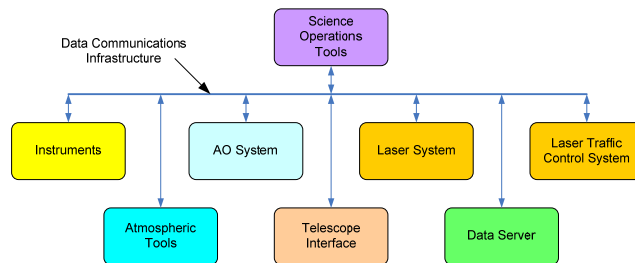 Science
Operations
Tools
Data Communications
Infrastructure
Instruments
AO System
Laser System
Laser Traffic
Control System
Atmospheric
Tools
Telescope
Interface
Data Server